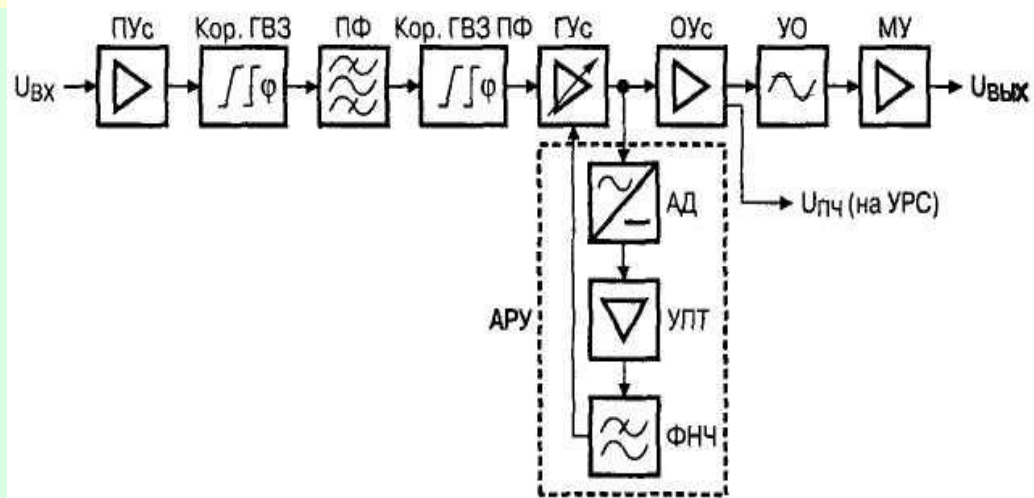 ПУс Кор. ГВЗ ПФ Кор. ГВЗ ПФ ГУс ОУс УО МУ
UВХ φ φ UВЫХ
UПЧ (на УРС)
АД
АРУ УПТ
ФНЧ